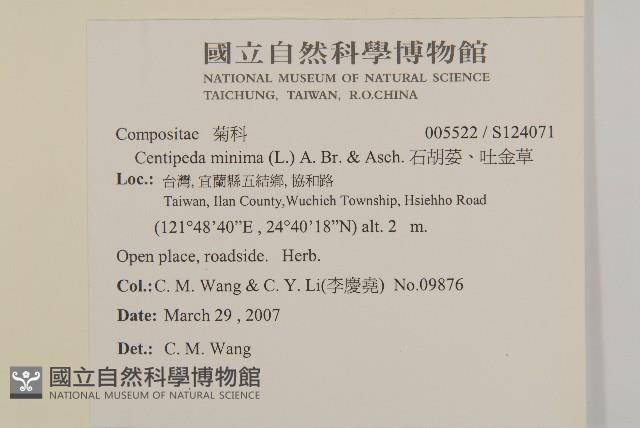 國立自然科學博物館
NATIONAL MUSEUM OF NATURAL SCIENCE
TAICHUNG, TAIWAN, R.O.CHINA
Compositae 菊科 005522 / S124071
Centipeda minima (L.) A. Br. & Asch. 石胡荽、吐金草
Loc.: 台灣, 宜蘭縣五結鄉, 協和路
Taiwan, Ilan County,Wuchieh Township, Hsiehho Road
(121°48'40"E , 24°40'18"N) alt. 2 m.
Open place, roadside. Herb.
Col.: C. M. Wang & C. Y. Li(李慶堯) No.09876
Date: March 29 , 2007
Det.: C. M. Wang
國立自然科學博物館
NATIONAL MUSEUM OF NATURAL SCIENCE